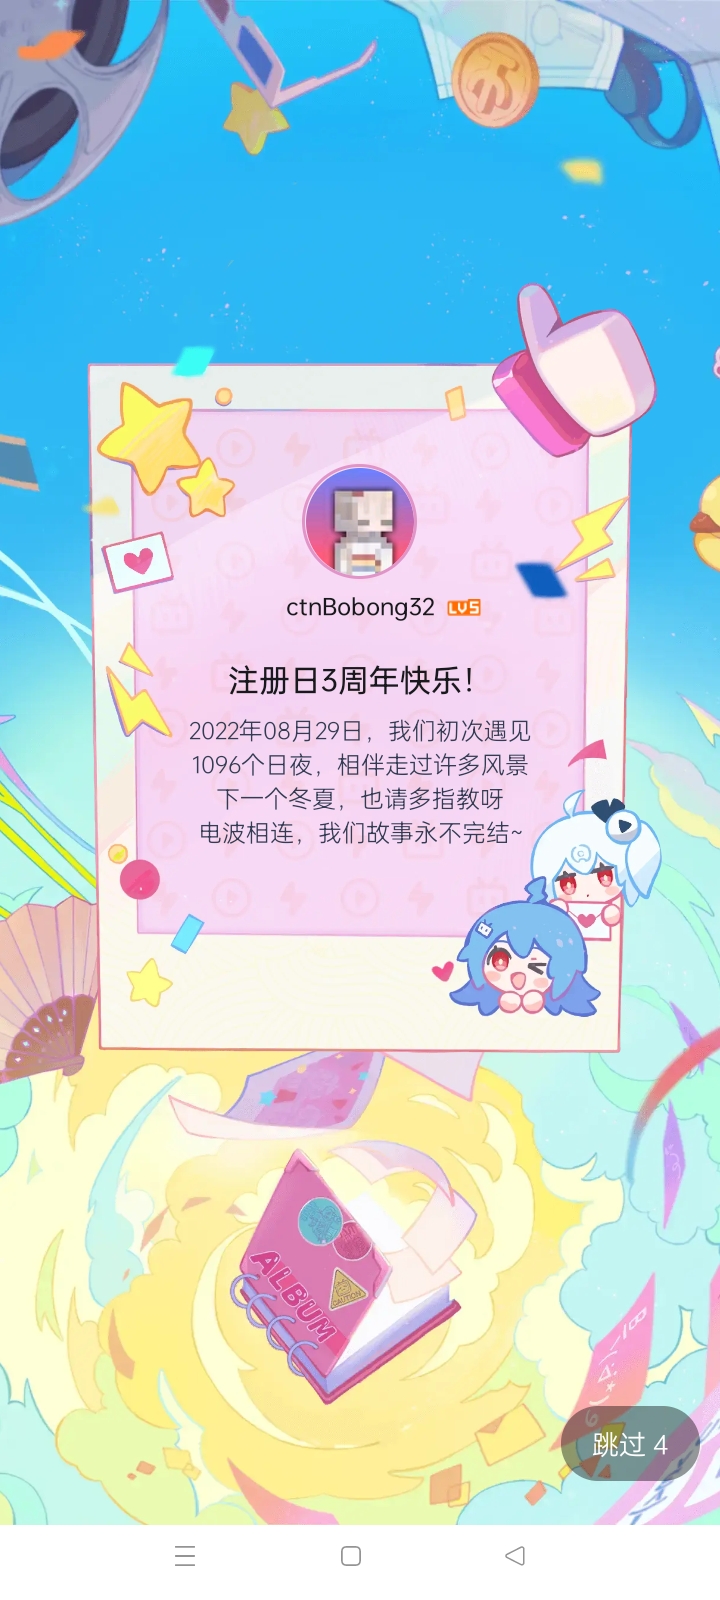 ctnBobong32 LV5
注册日3周年快乐!
2022年08月29日，我们初次遇见
1096个日夜，相伴走过许多风景
下一个冬夏，也请多指教呀
电波相连，我们故事永不完结~
ALBUM
CAUTION
跳过 4